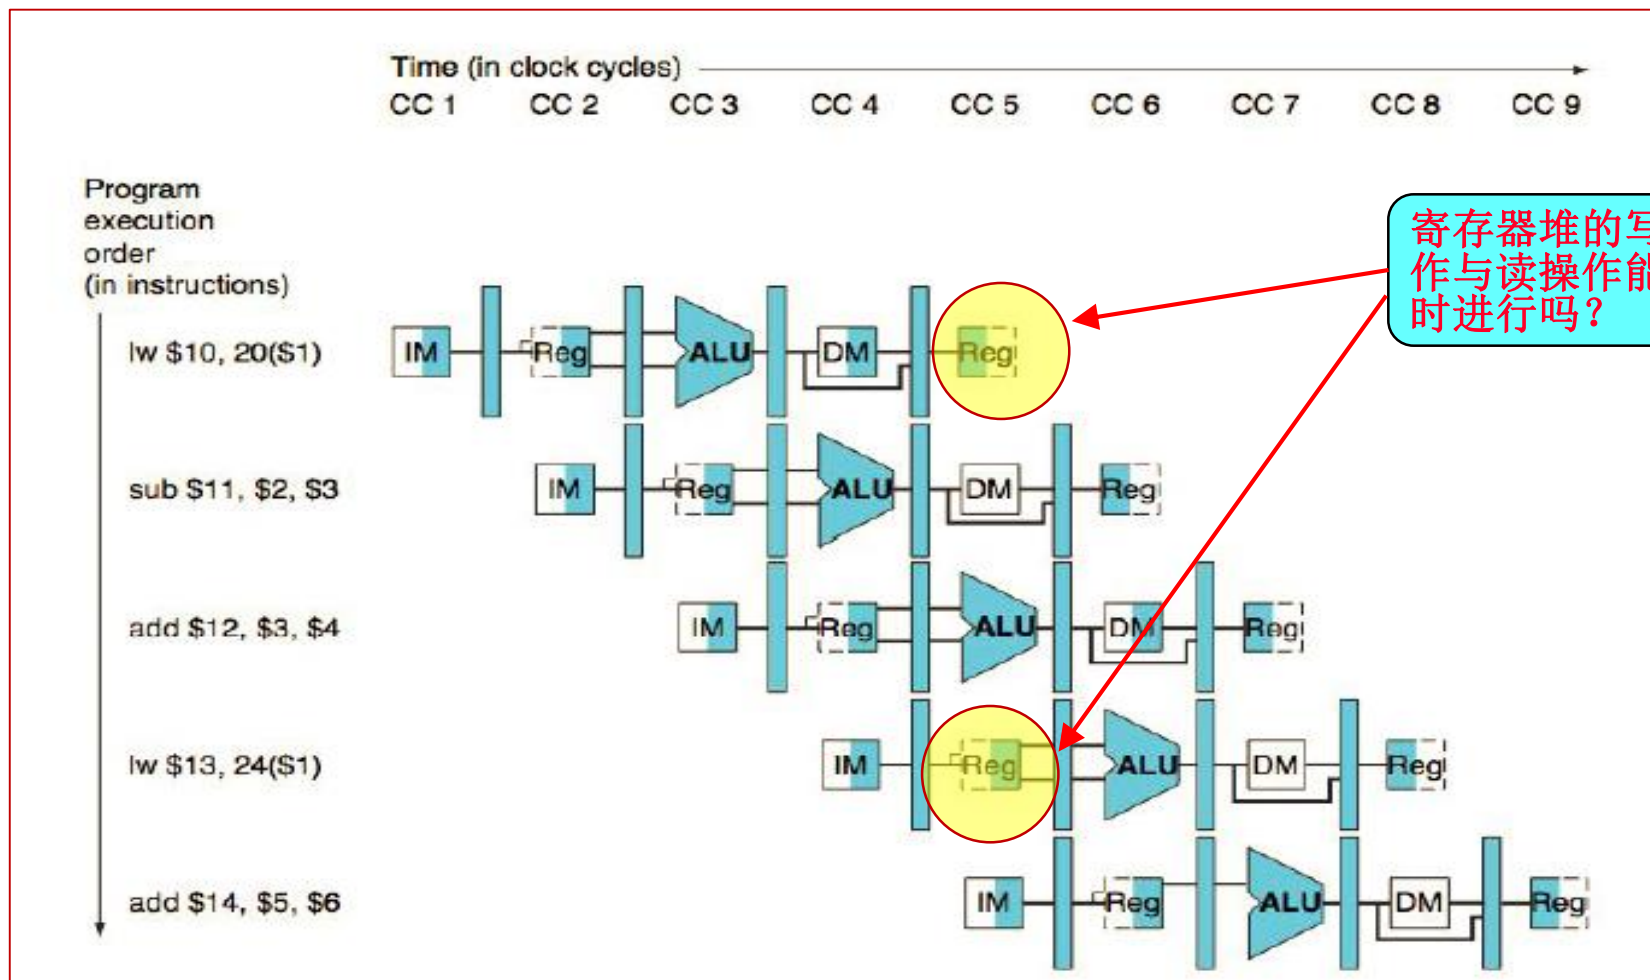 Time (in clock cycles)
CC 1 CC 2 CC 3 CC 4 CC 5 CC 6 CC 7 CC 8 CC 9
Program
execution
order
(in instructions)
寄存器堆的写
作与读操作能
时进行吗？
lw $10, 20($1)
IM Reg ALU DM Reg
sub $11, $2, $3
IM Reg ALU DM Reg
add $12, $3, $4
IM Reg ALU DM Reg
lw $13, 24($1)
IM Reg ALU DM Reg
add $14, $5, $6
IM Reg ALU DM Reg